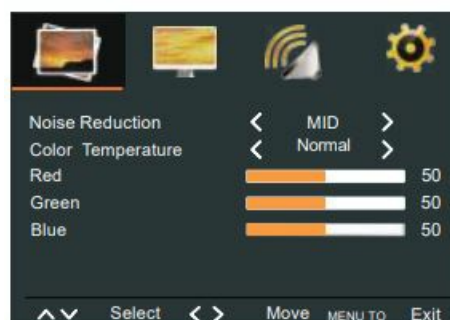 Noise Reduction < MID >
Color Temperature < Normal >
Red 50
Green 50
Blue 50
Select < > Move MENU TO Exit